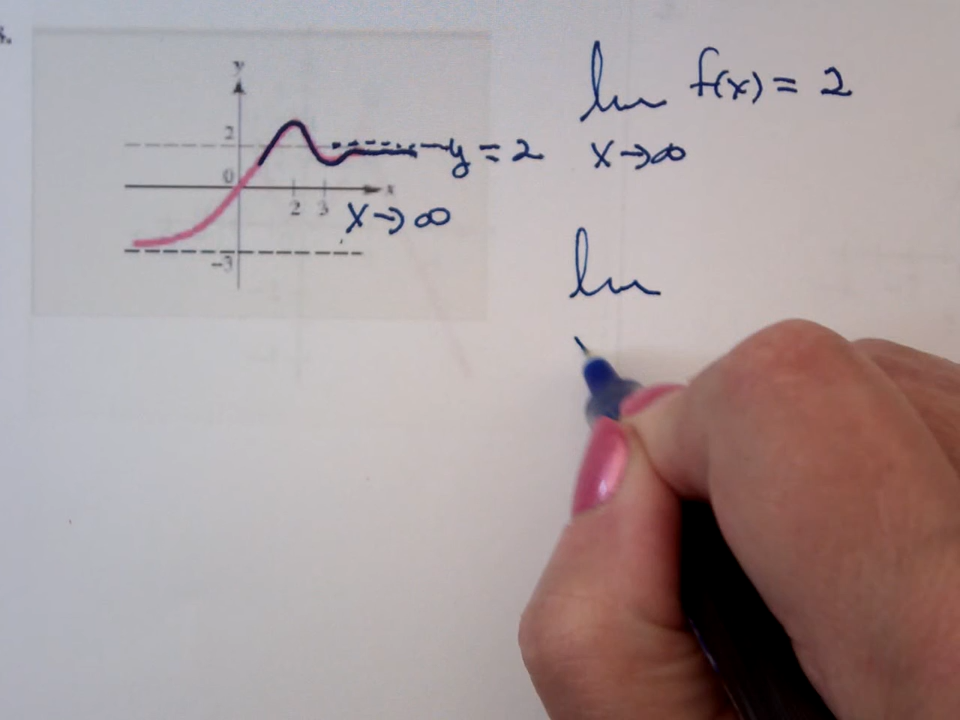 y
lim f(x) = 2
2
y = 2
x→∞
0
x
2 3
x→∞
lim
-3